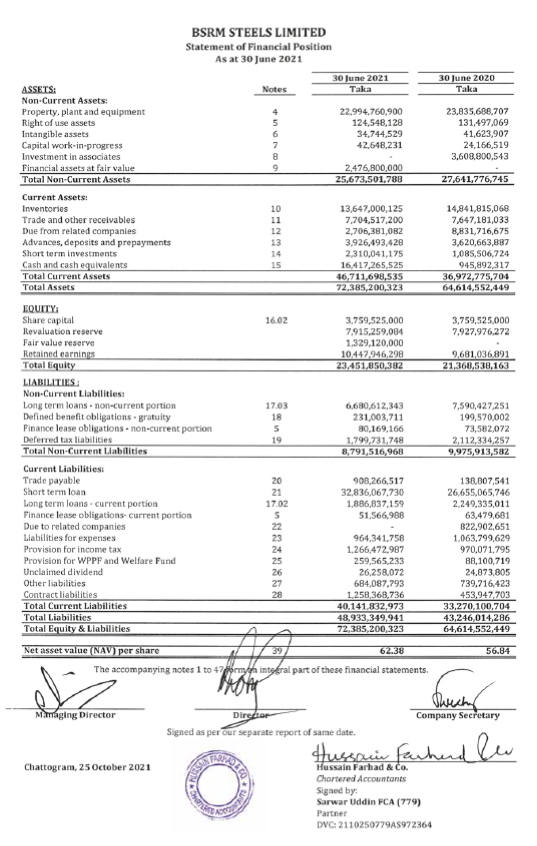 BSRM STEELS LIMITED
Statement of Financial Position
As at 30 June 2021
30 June 2021 30 June 2020
ASSETS: Notes Taka Taka
Non-Current Assets:
Property, plant and equipment 4 22,994,760,900 23,835,688,707
Right of use assets 5 124,548,128 131,497,069
Intangible assets 6 34,744,529 41,623,907
Capital work-in-progress 7 42,648,231 24,166,519
Investment in associates 8 - 3,608,800,543
Financial assets at fair value 9 2,476,800,000 -
Total Non-Current Assets 25,673,501,788 27,641,776,745
Current Assets:
Inventories 10 13,647,000,125 14,841,815,068
Trade and other receivables 11 7,704,517,200 7,647,181,033
Due from related companies 12 2,706,381,082 8,831,716,675
Advances, deposits and prepayments 13 3,926,493,428 3,620,663,887
Short term investments 14 2,310,041,175 1,085,506,724
Cash and cash equivalents 15 16,417,265,525 945,892,317
Total Current Assets 46,711,698,535 36,972,775,704
Total Assets 72,385,200,323 64,614,552,449
EQUITY:
Share capital 16.02 3,759,525,000 3,759,525,000
Revaluation reserve 7,915,259,084 7,927,976,272
Fair value reserve 1,329,120,000 -
Retained earnings 10,447,946,298 9,681,036,891
Total Equity 23,451,850,382 21,368,538,163
LIABILITIES :
Non-Current Liabilities:
Long term loans - non-current portion 17.03 6,680,612,343 7,590,427,251
Defined benefit obligations - gratuity 18 231,003,711 199,570,002
Finance lease obligations - non-current portion 5 80,169,166 73,582,072
Deferred tax liabilities 19 1,799,731,748 2,112,334,257
Total Non-Current Liabilities 8,791,516,968 9,975,913,582
Current Liabilities:
Trade payable 20 908,266,517 138,807,541
Short term loan 21 32,836,067,730 26,655,065,746
Long term loans - current portion 17.02 1,886,837,159 2,249,335,011
Finance lease obligations- current portion 5 51,566,988 63,479,681
Due to related companies 22 - 822,902,651
Liabilities for expenses 23 964,341,758 1,063,799,629
Provision for income tax 24 1,266,472,987 970,071,795
Provision for WPPF and Welfare Fund 25 259,565,233 88,100,719
Unclaimed dividend 26 26,258,072 24,873,805
Other liabilities 27 684,087,793 739,716,423
Contract liabilities 28 1,258,368,736 453,947,703
Total Current Liabilities 40,141,832,973 33,270,100,704
Total Liabilities 48,933,349,941 43,246,014,286
Total Equity & Liabilities 72,385,200,323 64,614,552,449
Net asset value (NAV) per share 39 62.38 56.84
The accompanying notes 1 to 47 form an integral part of these financial statements.
Managing Director Director Company Secretary
Signed as per our separate report of same date.
Hussain Farhad & Co.
Chattogram, 25 October 2021
HUSSAIN FARHAD & CO.
CHARTERED ACCOUNTANTS
Hussain Farhad & Co.
Chartered Accountants
Signed by:
Sarwar Uddin FCA (779)
Partner
DVC: 2110250779AS972364